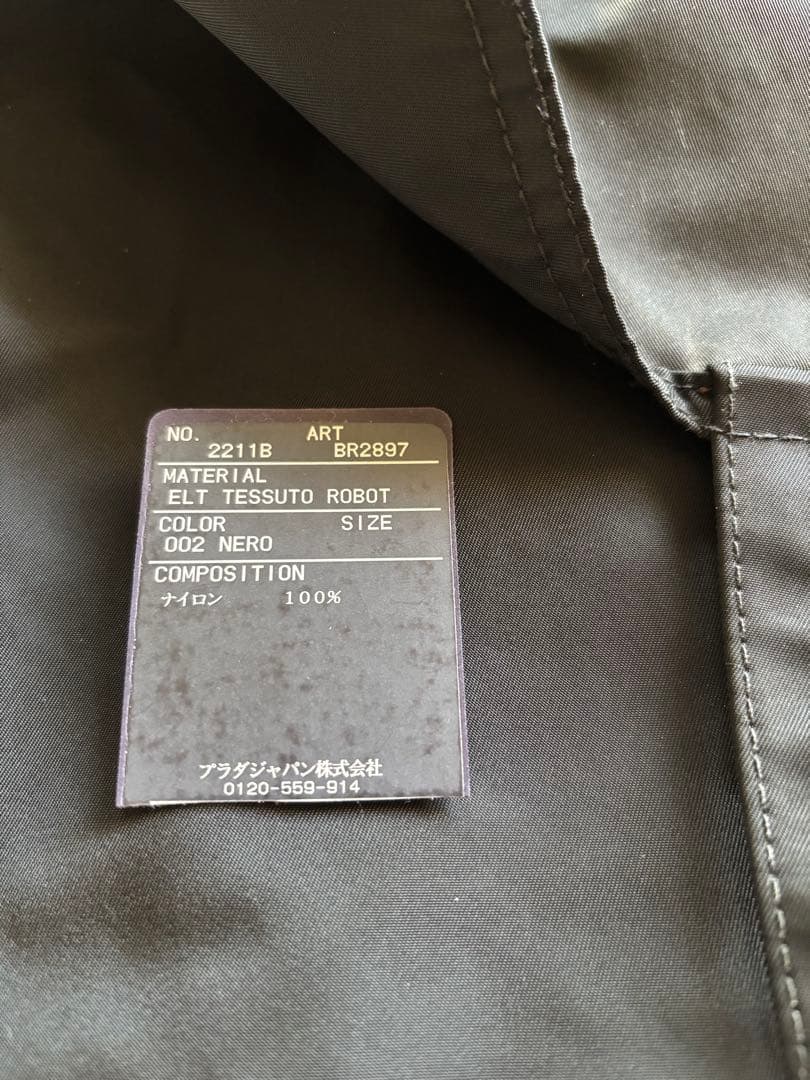 NO. ART
2211B BR2897
MATERIAL
ELT TESSUTO ROBOT
COLOR SIZE
002 NERO
COMPOSITION
ナイロン 100%
プラダジャパン株式会社
0120-559-914